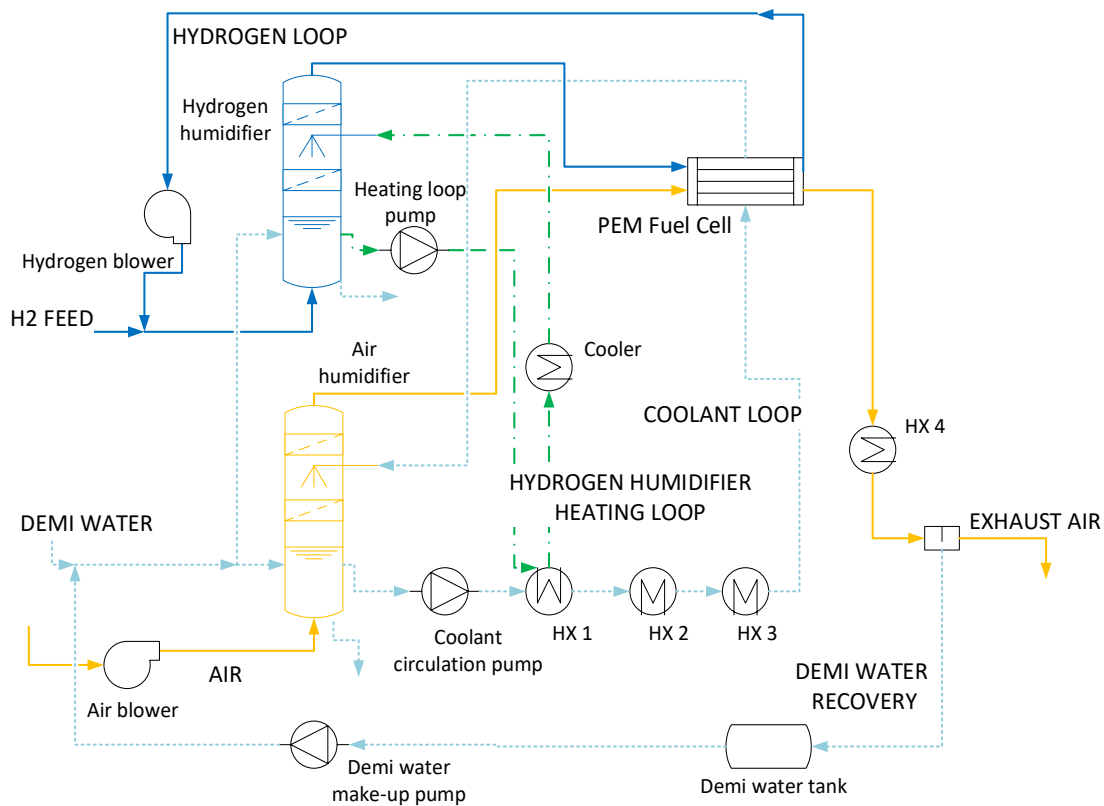 HYDROGEN LOOP
Hydrogen
humidifier
Heating loop
pump
PEM Fuel Cell
Hydrogen blower
H2 FEED
Air
humidifier
Cooler
COOLANT LOOP
HX 4
HYDROGEN HUMIDIFIER
HEATING LOOP
DEMI WATER
EXHAUST AIR
HX 1
HX 2
HX 3
Coolant
circulation pump
AIR
Air blower
DEMI WATER
RECOVERY
Demi water
make-up pump
Demi water tank